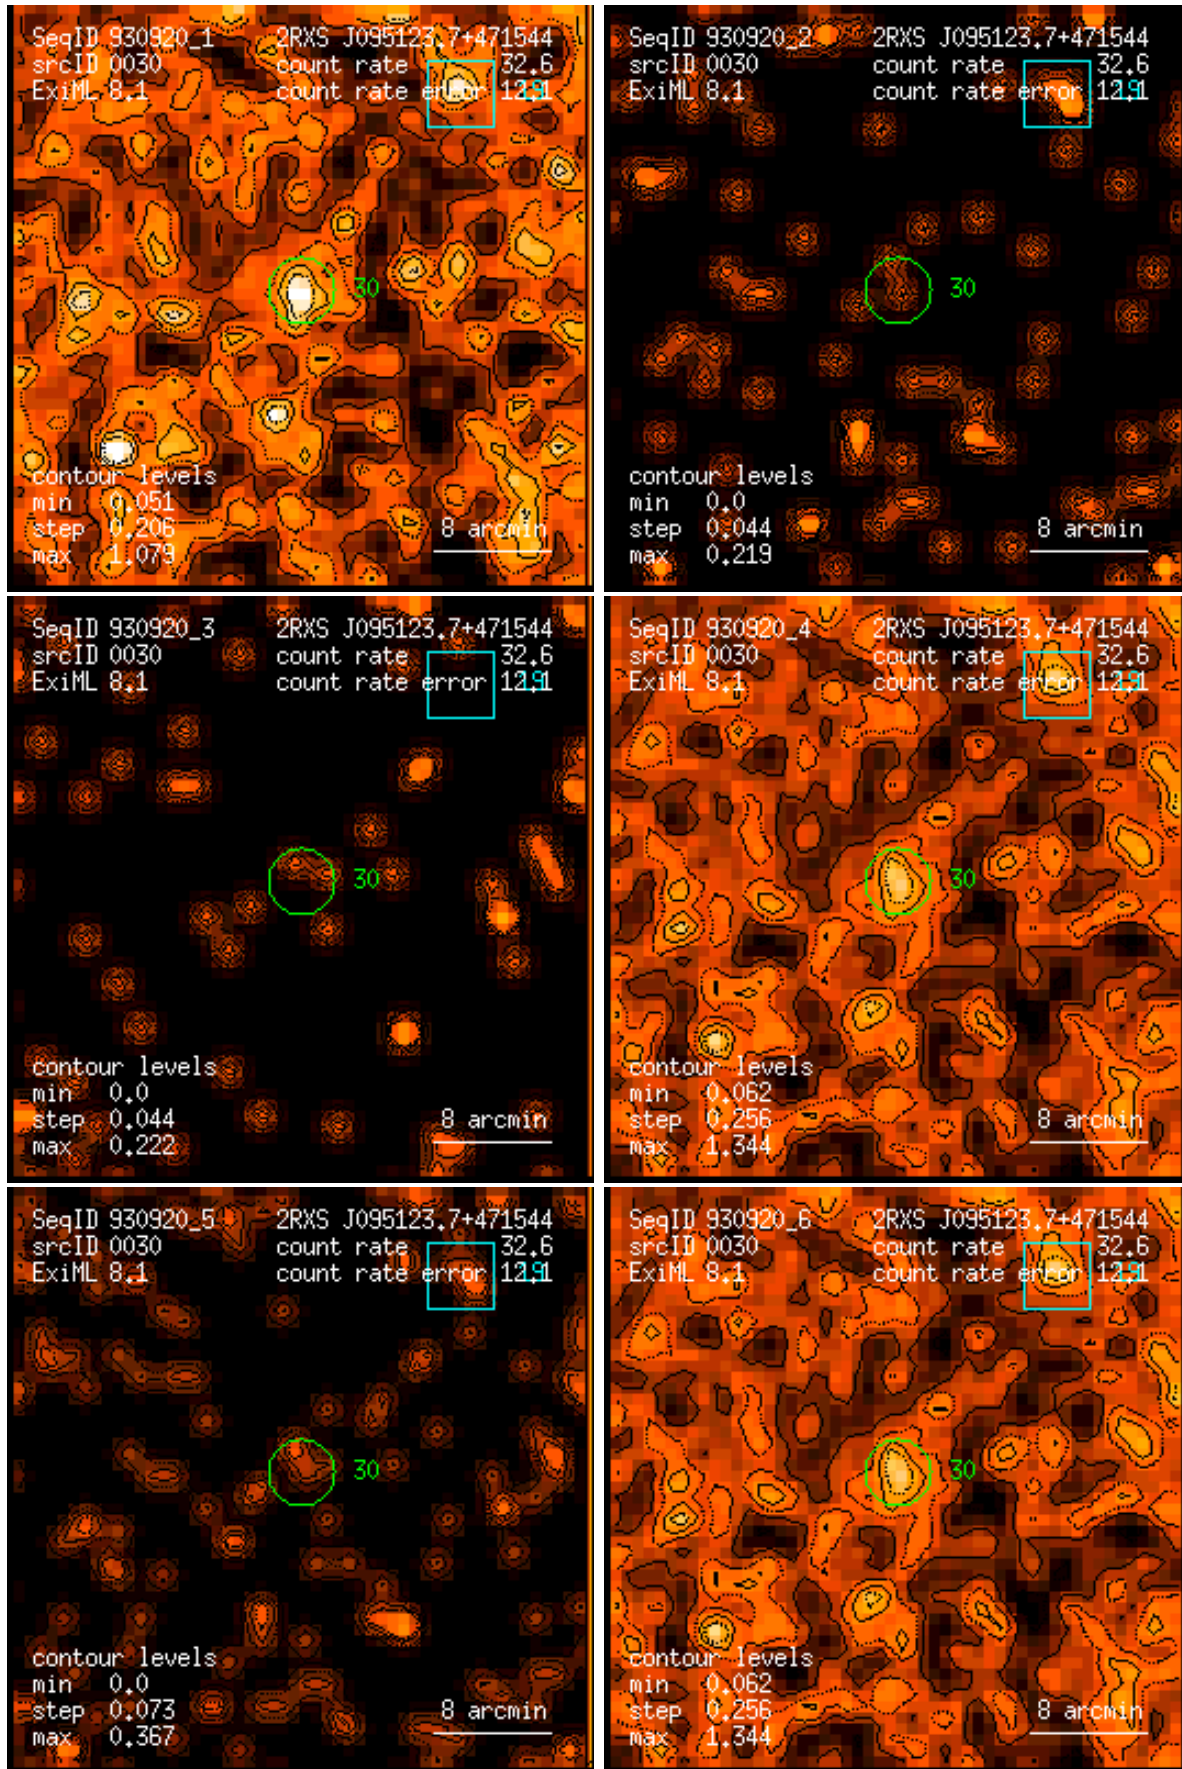 SeqID 930920_1 2RXS J095123.7+471544
srcID 0030 count rate 32.6
ExiML 8.1 count rate error
30
contour levels
min 0.051
step 0.206
max 1.079
8 arcmin
SeqID 930920_2 2RXS J095123.7+471544
srcID 0030 count rate 32.6
ExiML 8.1 count rate error
30
contour levels
min 0.0
step 0.044
max 0.219
8 arcmin
SeqID 930920_3 2RXS J095123.7+471544
srcID 0030 count rate 32.6
ExiML 8.1 count rate error
30
contour levels
min 0.0
step 0.044
max 0.222
8 arcmin
SeqID 930920_4 2RXS J095123.7+471544
srcID 0030 count rate 32.6
ExiML 8.1 count rate error
30
contour levels
min 0.062
step 0.256
max 1.344
8 arcmin
SeqID 930920_5 2RXS J095123.7+471544
srcID 0030 count rate 32.6
ExiML 8.1 count rate error
30
contour levels
min 0.0
step 0.073
max 0.367
8 arcmin
SeqID 930920_6 2RXS J095123.7+471544
srcID 0030 count rate 32.6
ExiML 8.1 count rate error
30
contour levels
min 0.062
step 0.256
max 1.344
8 arcmin